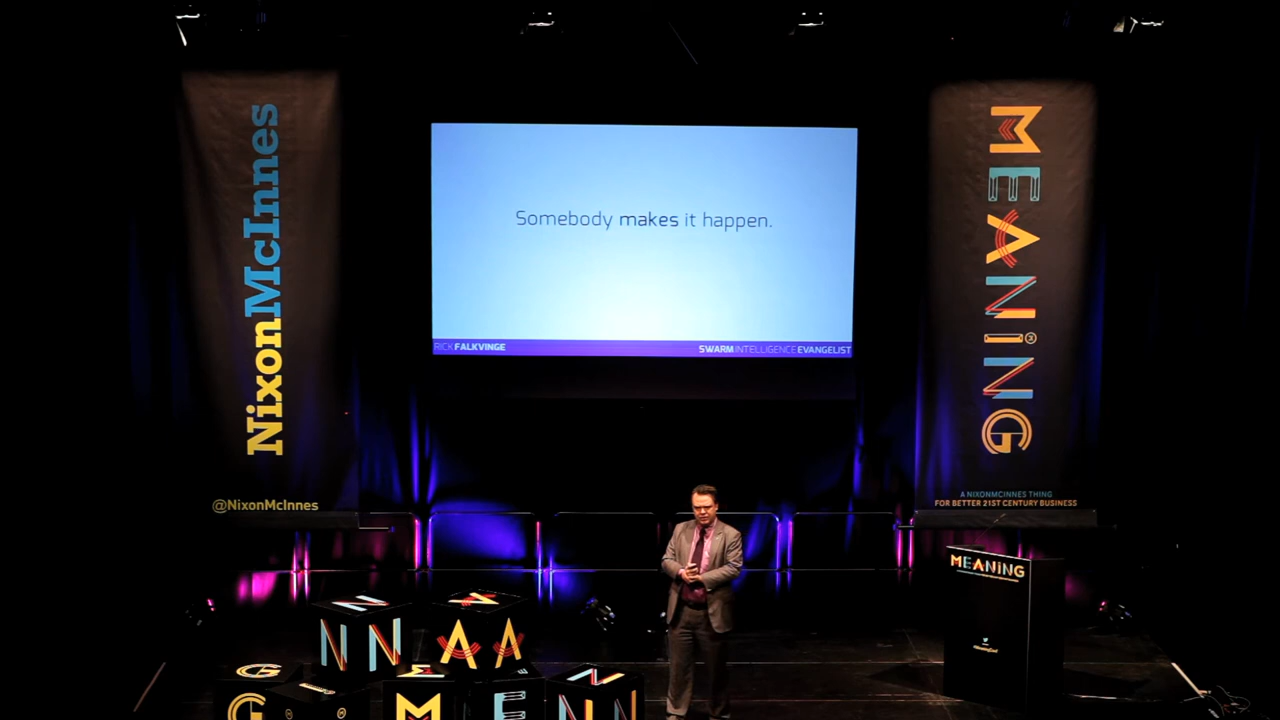 NixonMcInnes
@NixonMcInnes
Somebody makes it happen.
RICK FALKVINGE
SWARM INTELLIGENCE EVANGELIST
MEANiNG
A NIXONMCINNES THING
FOR BETTER 21ST CENTURY BUSINESS
MEANiNG
N
N N
A A
G
G
M
E
N N